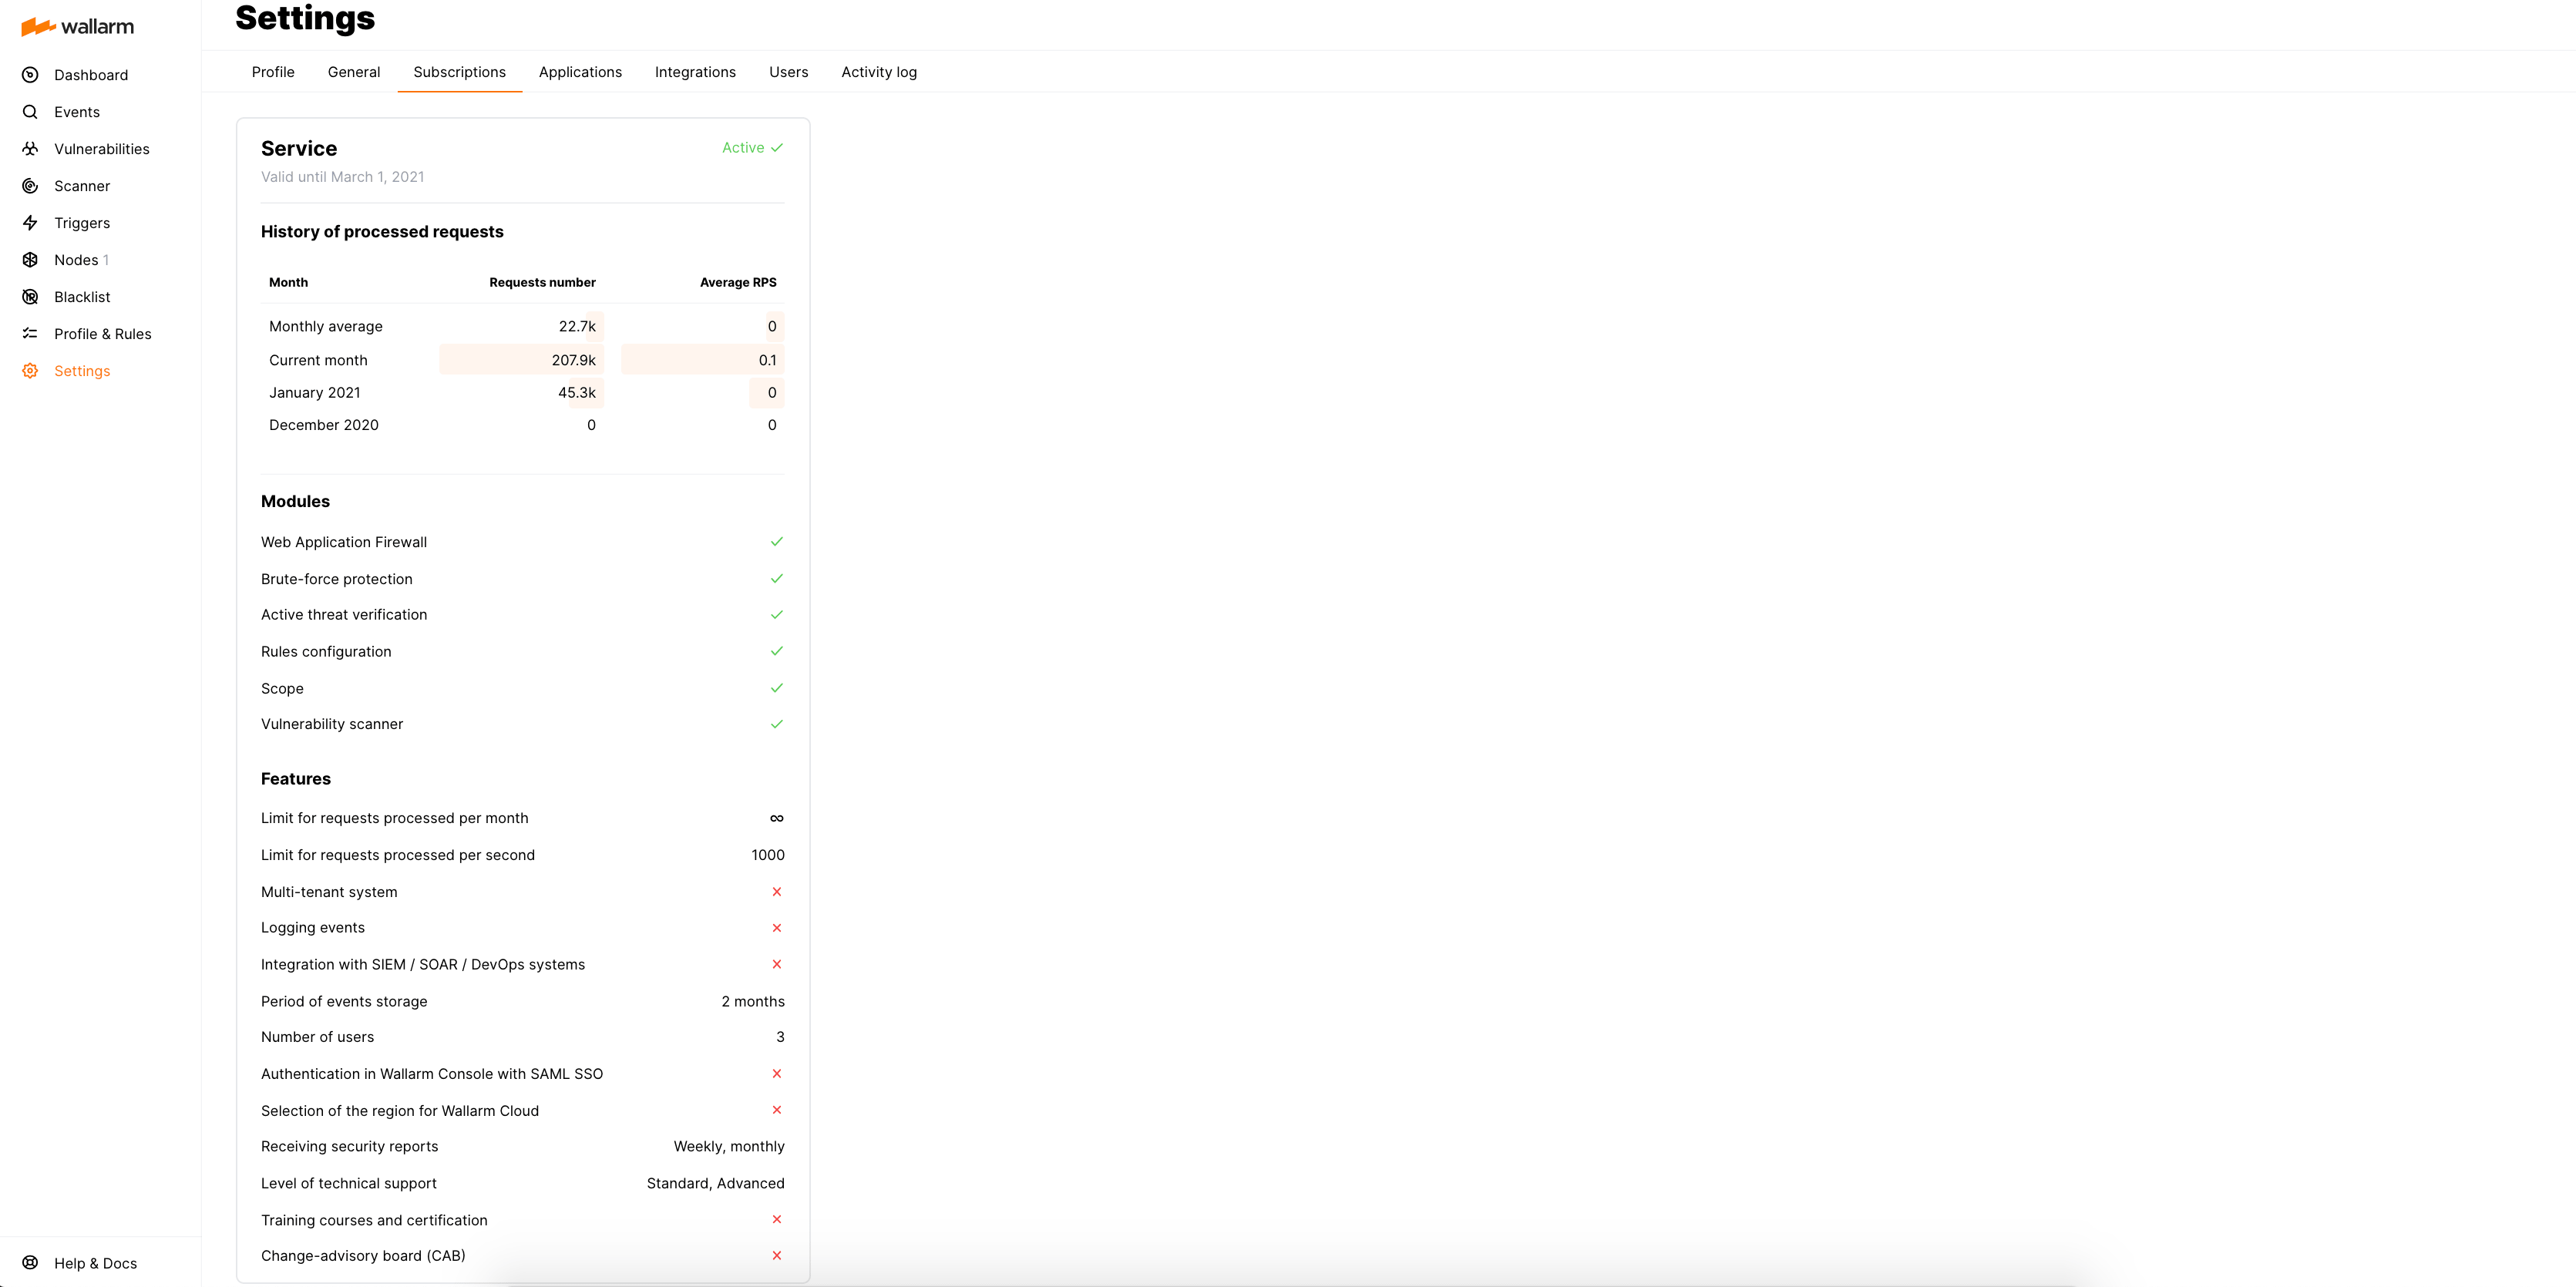 wallarm
Dashboard
Events
Vulnerabilities
Scanner
Triggers
Nodes 1
Blacklist
Profile & Rules
Settings
Help & Docs
Settings
Profile General Subscriptions Applications Integrations Users Activity log
Service Active
Valid until March 1, 2021
History of processed requests
Month Requests number Average RPS
Monthly average 22.7k 0
Current month 207.9k 0.1
January 2021 45.3k 0
December 2020 0 0
Modules
Web Application Firewall
Brute-force protection
Active threat verification
Rules configuration
Scope
Vulnerability scanner
Features
Limit for requests processed per month ∞
Limit for requests processed per second 1000
Multi-tenant system
Logging events
Integration with SIEM / SOAR / DevOps systems
Period of events storage 2 months
Number of users 3
Authentication in Wallarm Console with SAML SSO
Selection of the region for Wallarm Cloud
Receiving security reports Weekly, monthly
Level of technical support Standard, Advanced
Training courses and certification
Change-advisory board (CAB)